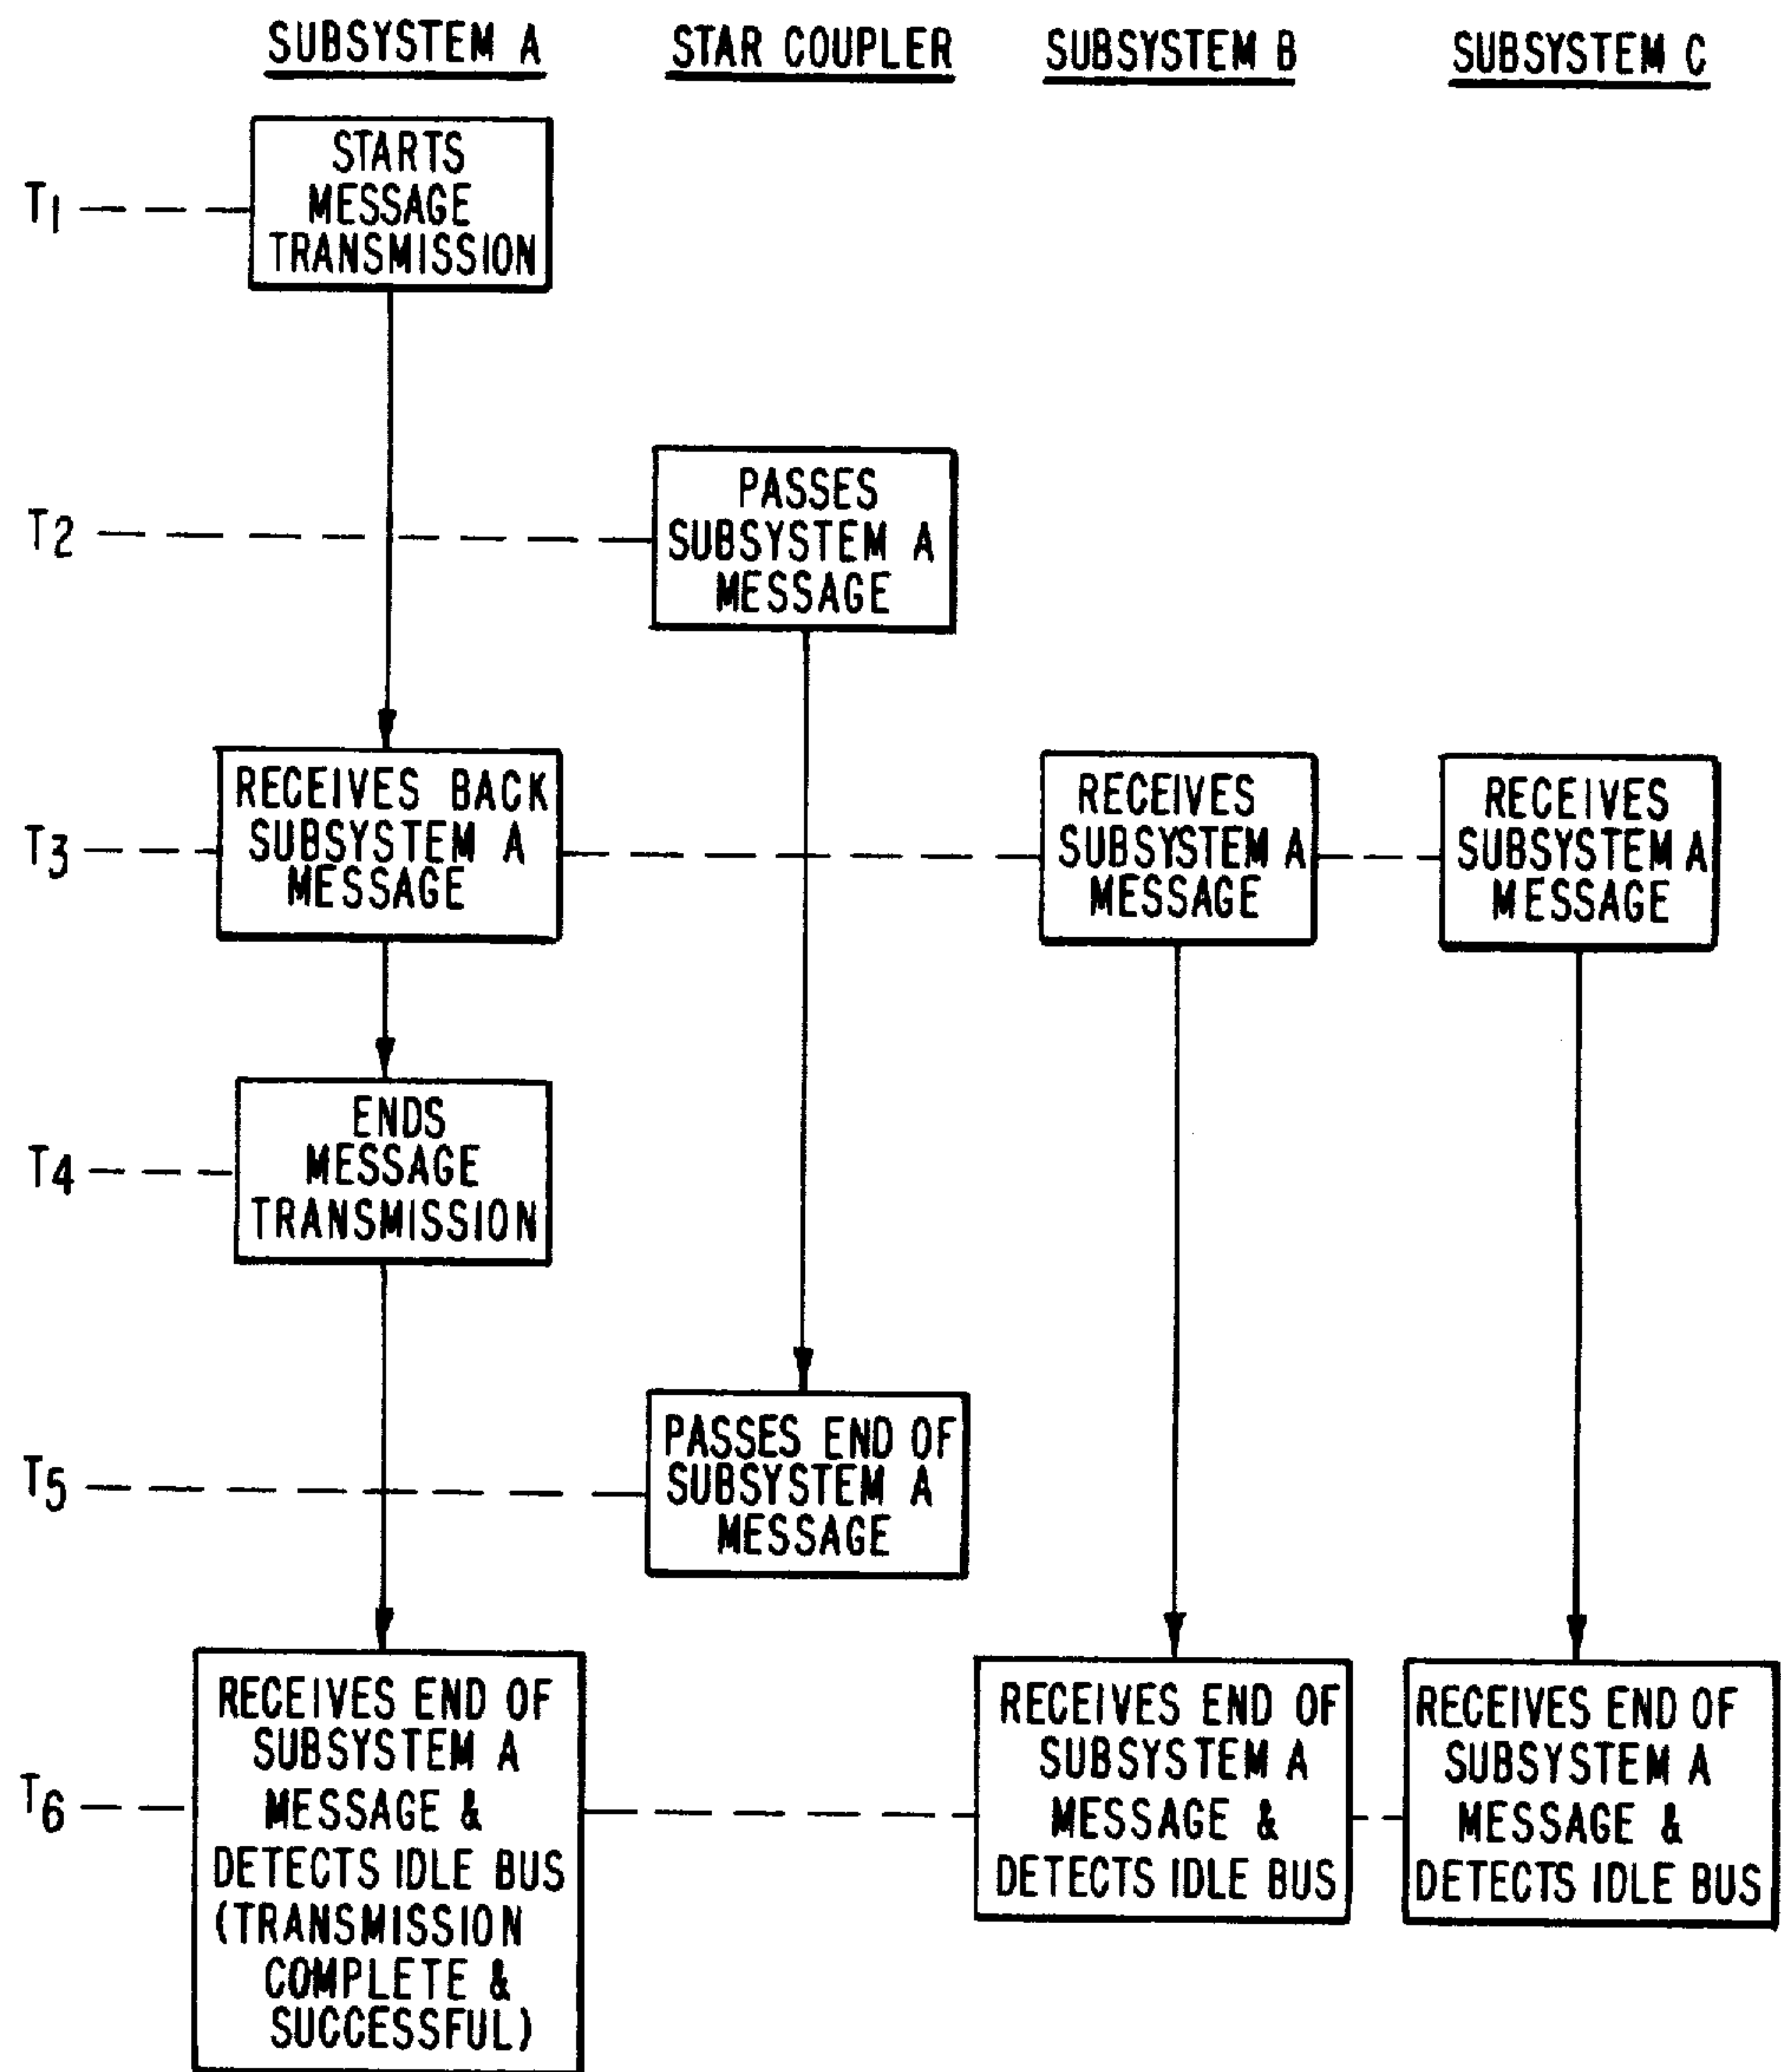 SUBSYSTEM A STAR COUPLER SUBSYSTEM B SUBSYSTEM C
T1
STARTS
MESSAGE
TRANSMISSION
T2
PASSES
SUBSYSTEM A
MESSAGE
T3
RECEIVES BACK
SUBSYSTEM A
MESSAGE
RECEIVES
SUBSYSTEM A
MESSAGE
RECEIVES
SUBSYSTEM A
MESSAGE
T4
ENDS
MESSAGE
TRANSMISSION
T5
PASSES END OF
SUBSYSTEM A
MESSAGE
T6
RECEIVES END OF
SUBSYSTEM A
MESSAGE &
DETECTS IDLE BUS
(TRANSMISSION
COMPLETE &
SUCCESSFUL)
RECEIVES END OF
SUBSYSTEM A
MESSAGE &
DETECTS IDLE BUS
RECEIVES END OF
SUBSYSTEM A
MESSAGE &
DETECTS IDLE BUS